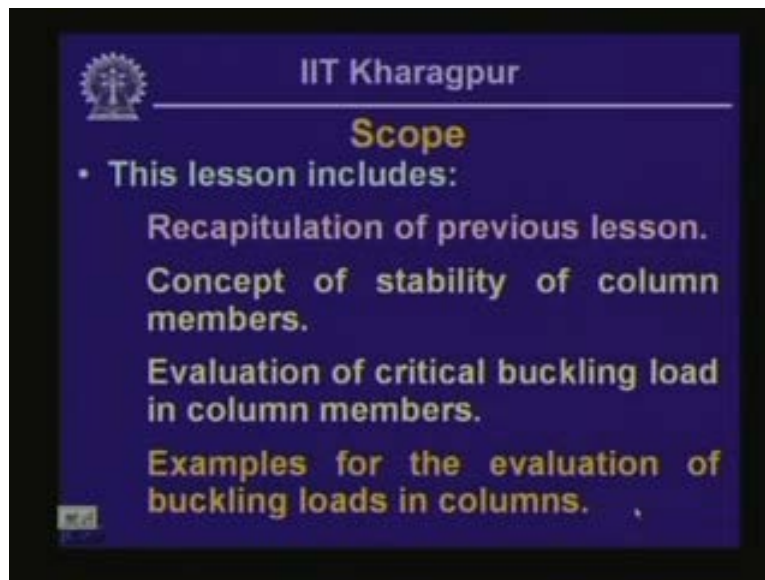 IIT Kharagpur
Scope
• This lesson includes:
Recapitulation of previous lesson.
Concept of stability of column
members.
Evaluation of critical buckling load
in column members.
Examples for the evaluation of
buckling loads in columns.